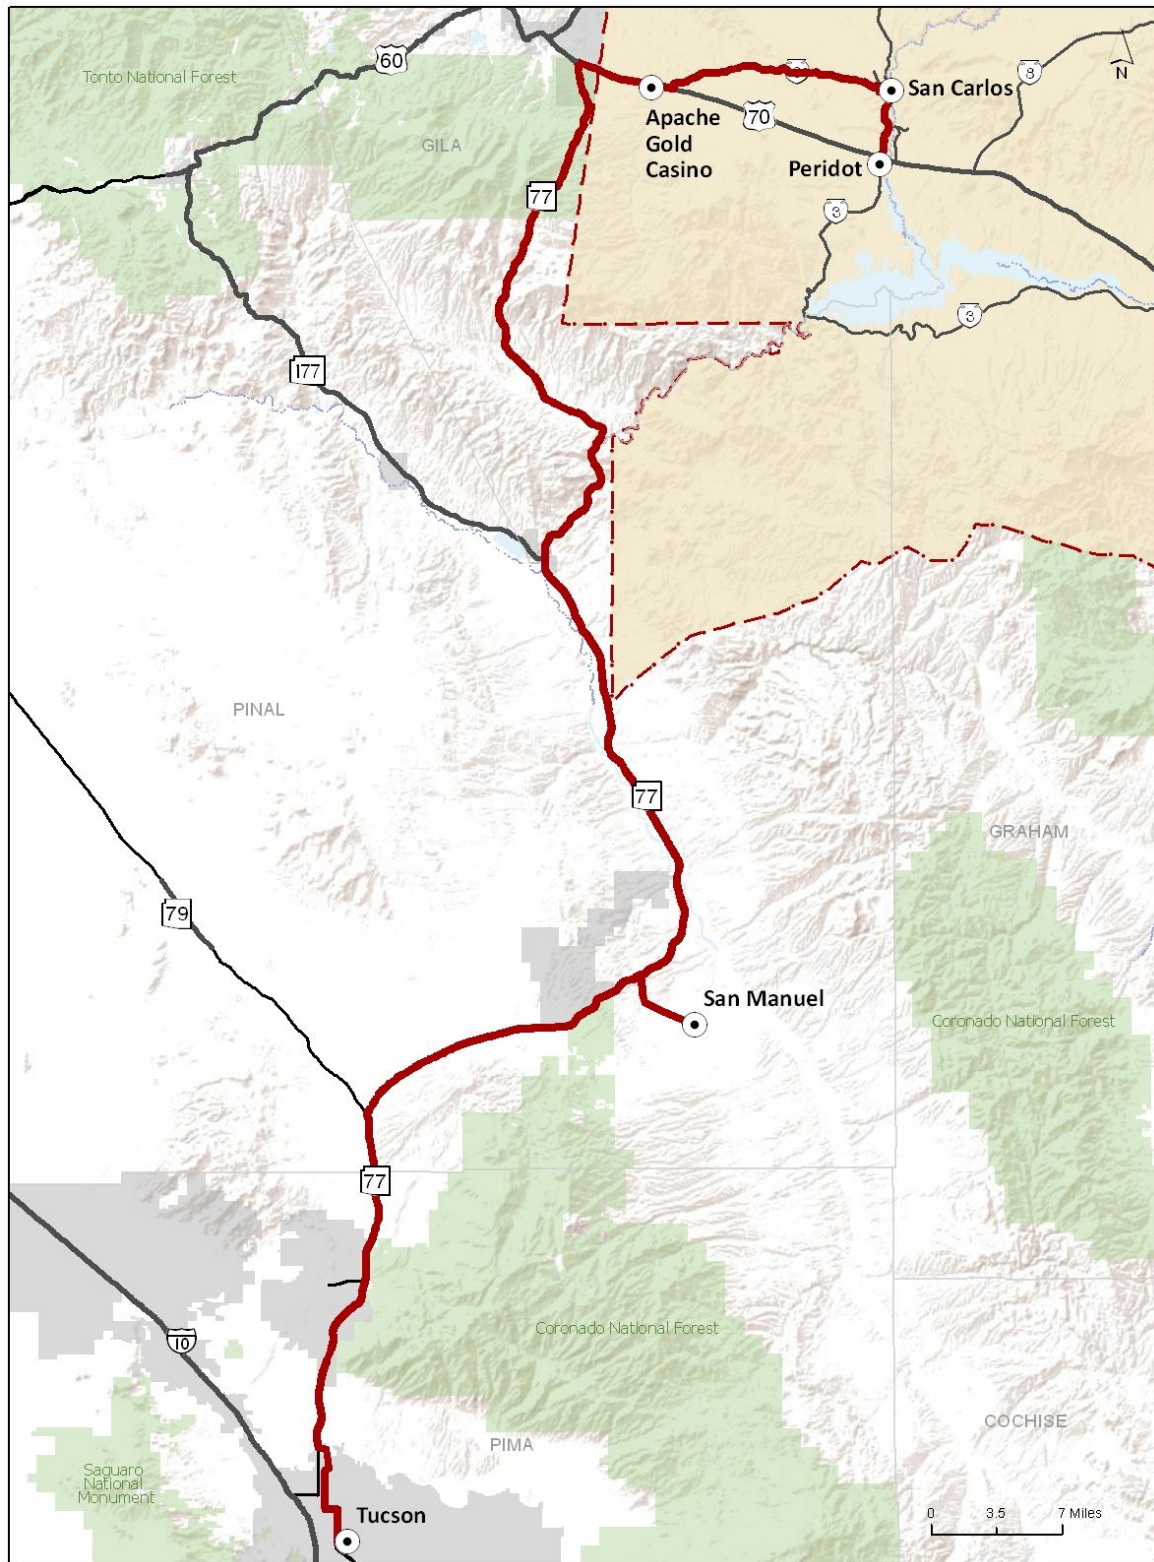 60
Tonto National Forest
N
3
3
San Carlos
Apache
Gold
Casino
70
GILA
Peridot
77
3
3
177
PINAL
77
GRAHAM
79
San Manuel
Coronado National Forest
77
10
Coronado National Forest
COCHISE
PIMA
Saguaro
National
Monument
Tucson
0 3.5 7 Miles